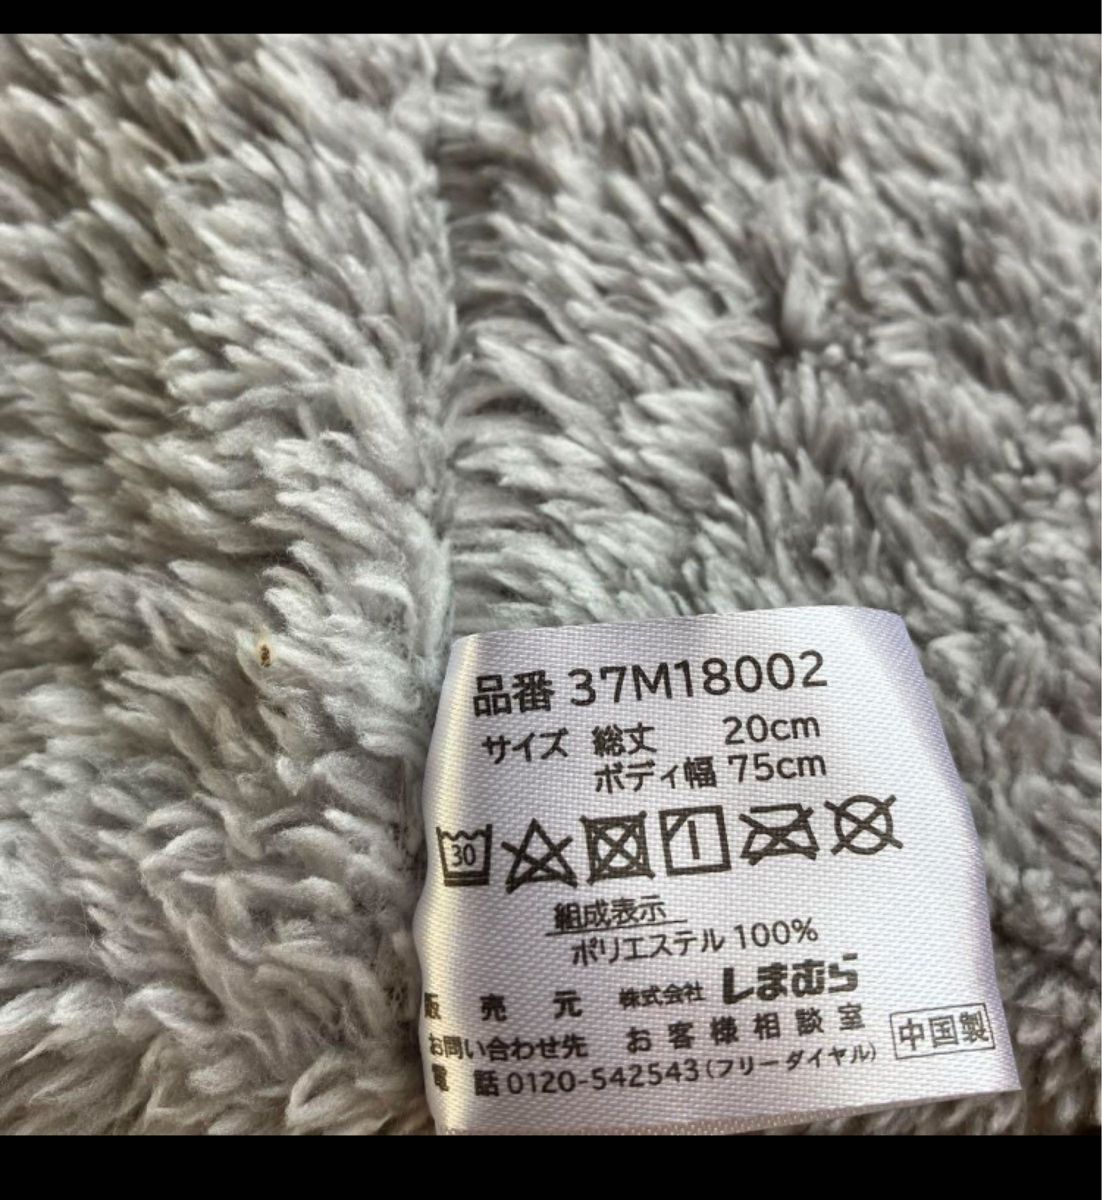 品番 37M18002
サイズ 総丈 20cm
ボディ幅 75cm
30
組成表示
ポリエステル 100%
販売元 株式会社 しまむら
お問い合わせ先 お客様相談室
電話 0120-542543(フリーダイヤル)
中国製